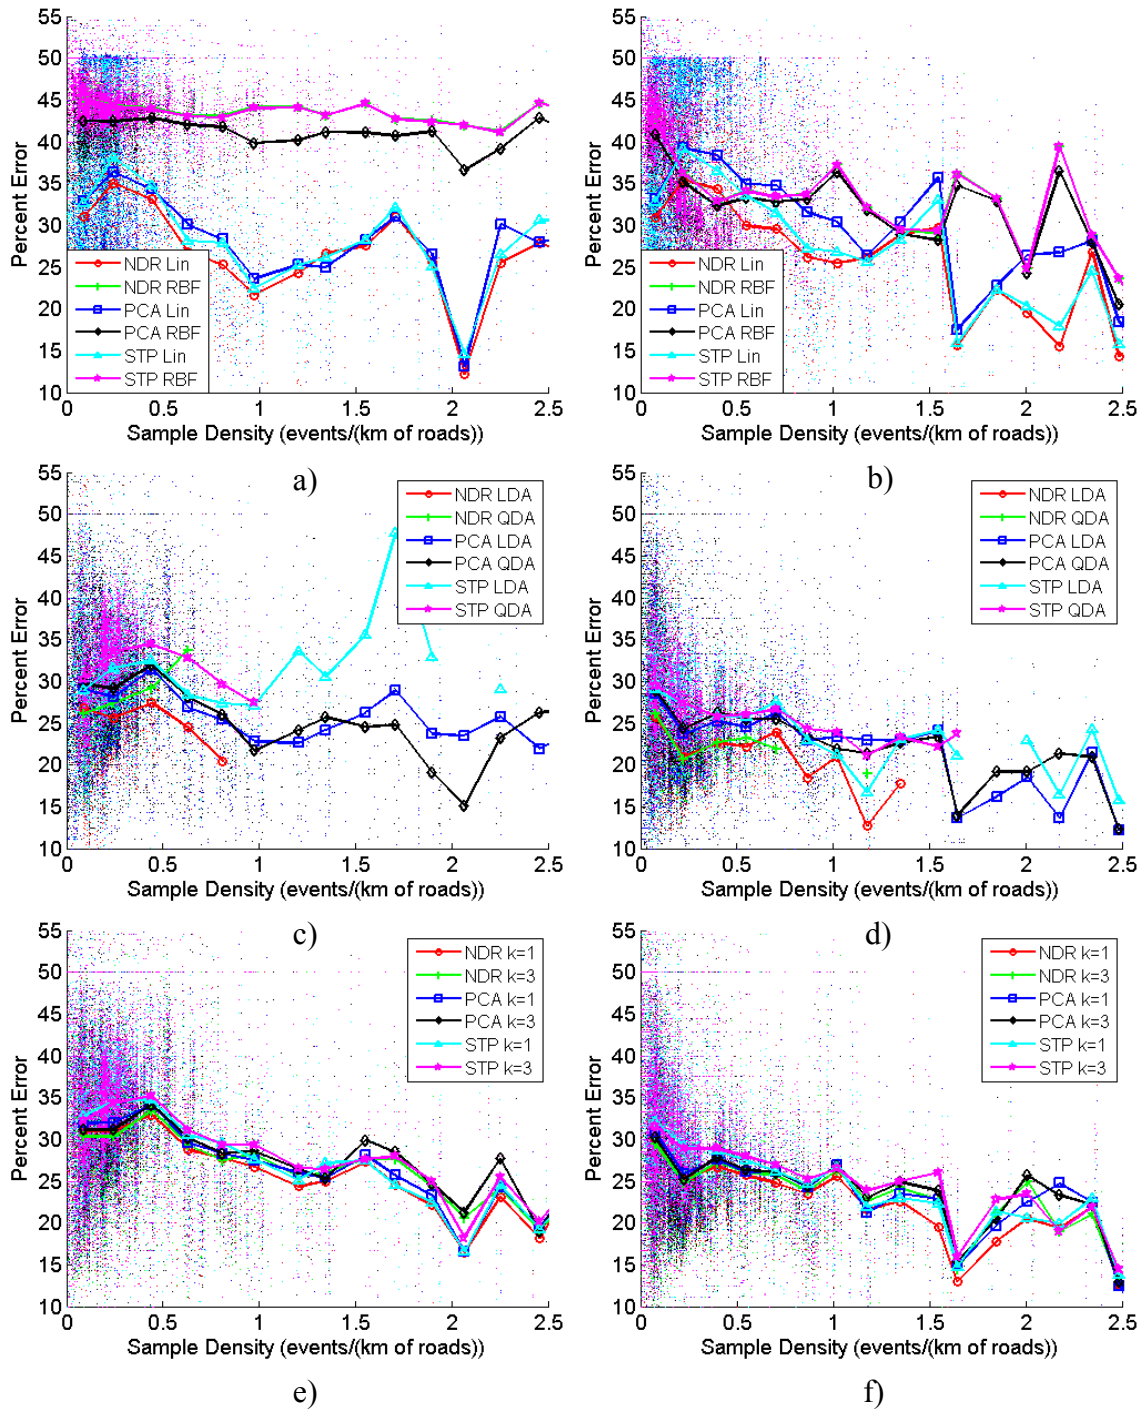 55
50
45
40
35
30
25
20
15
10
Percent Error
NDR Lin
NDR RBF
PCA Lin
PCA RBF
STP Lin
STP RBF
0 0.5 1 1.5 2 2.5
Sample Density (events/(km of roads))
a)
55
50
45
40
35
30
25
20
15
10
Percent Error
NDR Lin
NDR RBF
PCA Lin
PCA RBF
STP Lin
STP RBF
0 0.5 1 1.5 2 2.5
Sample Density (events/(km of roads))
b)
55
50
45
40
35
30
25
20
15
10
Percent Error
NDR LDA
NDR QDA
PCA LDA
PCA QDA
STP LDA
STP QDA
0 0.5 1 1.5 2 2.5
Sample Density (events/(km of roads))
c)
55
50
45
40
35
30
25
20
15
10
Percent Error
NDR LDA
NDR QDA
PCA LDA
PCA QDA
STP LDA
STP QDA
0 0.5 1 1.5 2 2.5
Sample Density (events/(km of roads))
d)
55
50
45
40
35
30
25
20
15
10
Percent Error
NDR k=1
NDR k=3
PCA k=1
PCA k=3
STP k=1
STP k=3
0 0.5 1 1.5 2 2.5
Sample Density (events/(km of roads))
e)
55
50
45
40
35
30
25
20
15
10
Percent Error
NDR k=1
NDR k=3
PCA k=1
PCA k=3
STP k=1
STP k=3
0 0.5 1 1.5 2 2.5
Sample Density (events/(km of roads))
f)